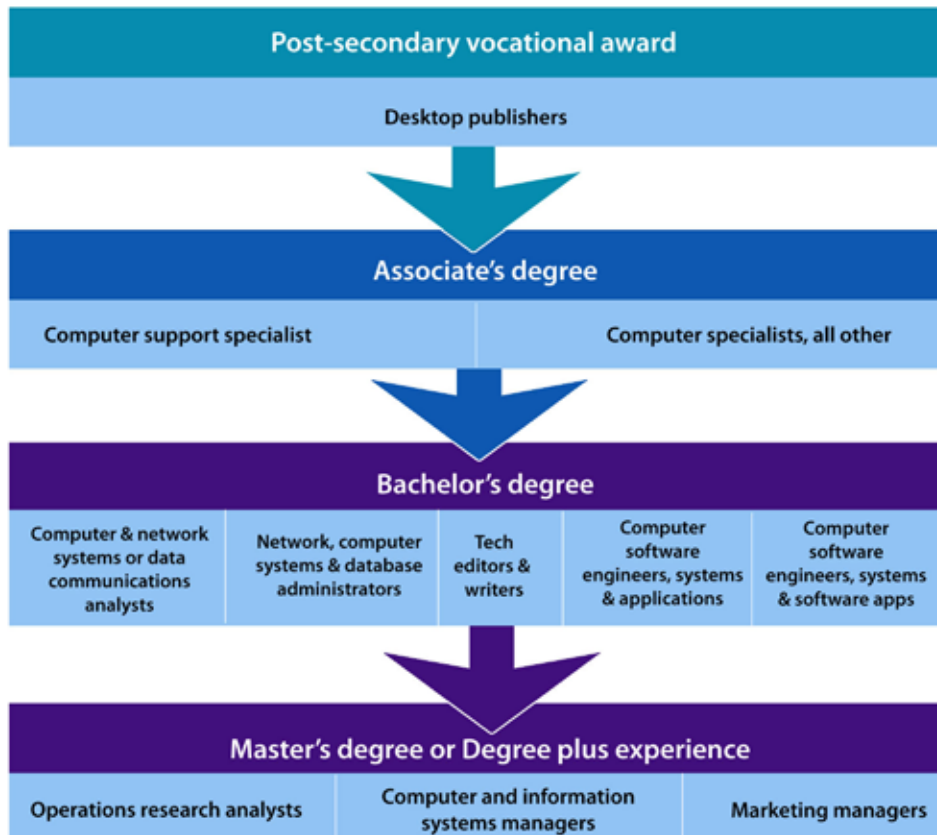 Post-secondary vocational award
Desktop publishers
Associate's degree
Computer support specialist
Computer specialists, all other
Bachelor's degree
Computer & network
systems or data
communications
analysts
Network, computer
systems & database
administrators
Tech
editors &
writers
Computer
software
engineers, systems
& applications
Computer
software
engineers, systems
& software apps
Master's degree or Degree plus experience
Operations research analysts
Computer and information
systems managers
Marketing managers